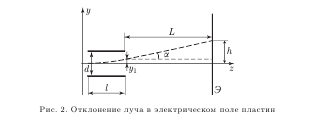 y
L
α
h
d
y₁
z
l
Э
Рис. 2. Отклонение луча в электрическом поле пластин